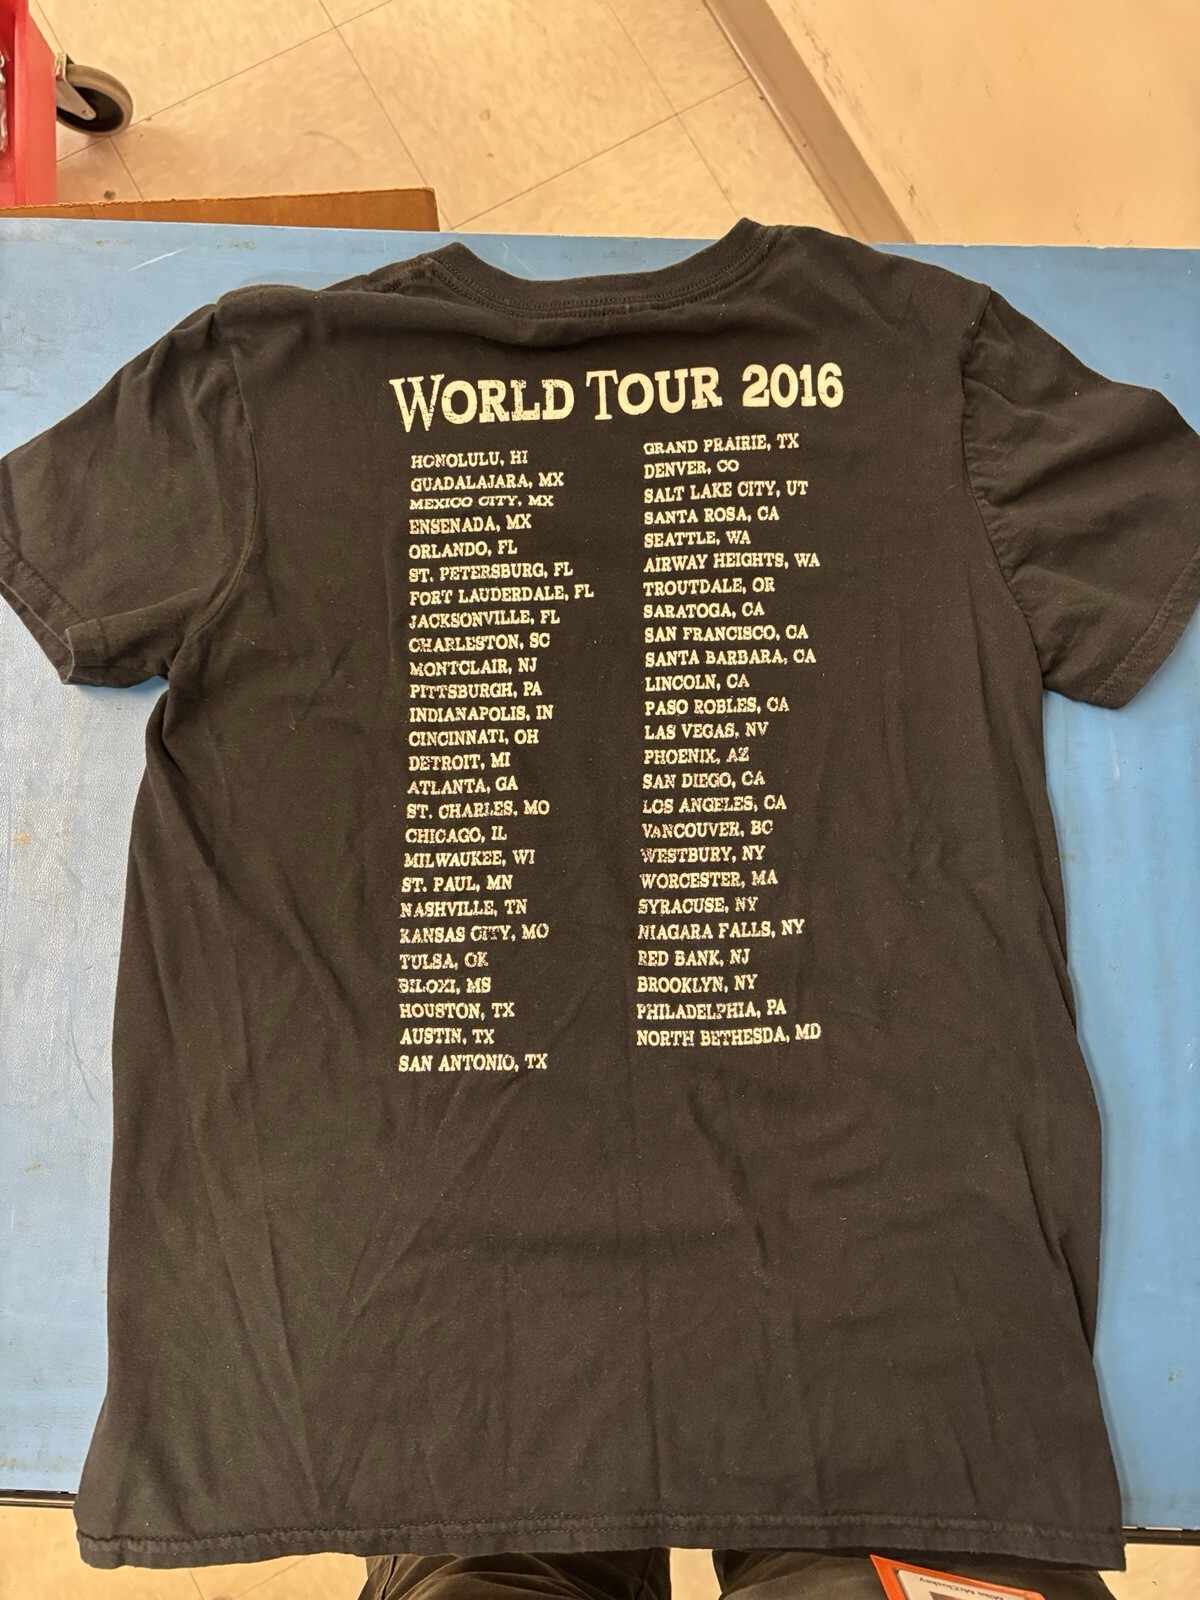 WORLD TOUR 2016
HONOLULU, HI
GUADALAJARA, MX
MEXICO CITY, MX
ENSENADA, MX
ORLANDO, FL
ST. PETERSBURG, FL
FORT LAUDERDALE, FL
JACKSONVILLE, FL
CHARLESTON, SC
MONTCLAIR, NJ
PITTSBURGH, PA
INDIANAPOLIS, IN
CINCINNATI, OH
DETROIT, MI
ATLANTA, GA
ST. CHARLES, MO
CHICAGO, IL
MILWAUKEE, WI
ST. PAUL, MN
NASHVILLE, TN
KANSAS CITY, MO
TULSA, OK
BILOXI, MS
HOUSTON, TX
AUSTIN, TX
SAN ANTONIO, TX
GRAND PRAIRIE, TX
DENVER, CO
SALT LAKE CITY, UT
SANTA ROSA, CA
SEATTLE, WA
AIRWAY HEIGHTS, WA
TROUTDALE, OR
SARATOGA, CA
SAN FRANCISCO, CA
SANTA BARBARA, CA
LINCOLN, CA
PASO ROBLES, CA
LAS VEGAS, NV
PHOENIX, AZ
SAN DIEGO, CA
LOS ANGELES, CA
VANCOUVER, BC
WESTBURY, NY
WORCESTER, MA
SYRACUSE, NY
NIAGARA FALLS, NY
RED BANK, NJ
BROOKLYN, NY
PHILADELPHIA, PA
NORTH BETHESDA, MD